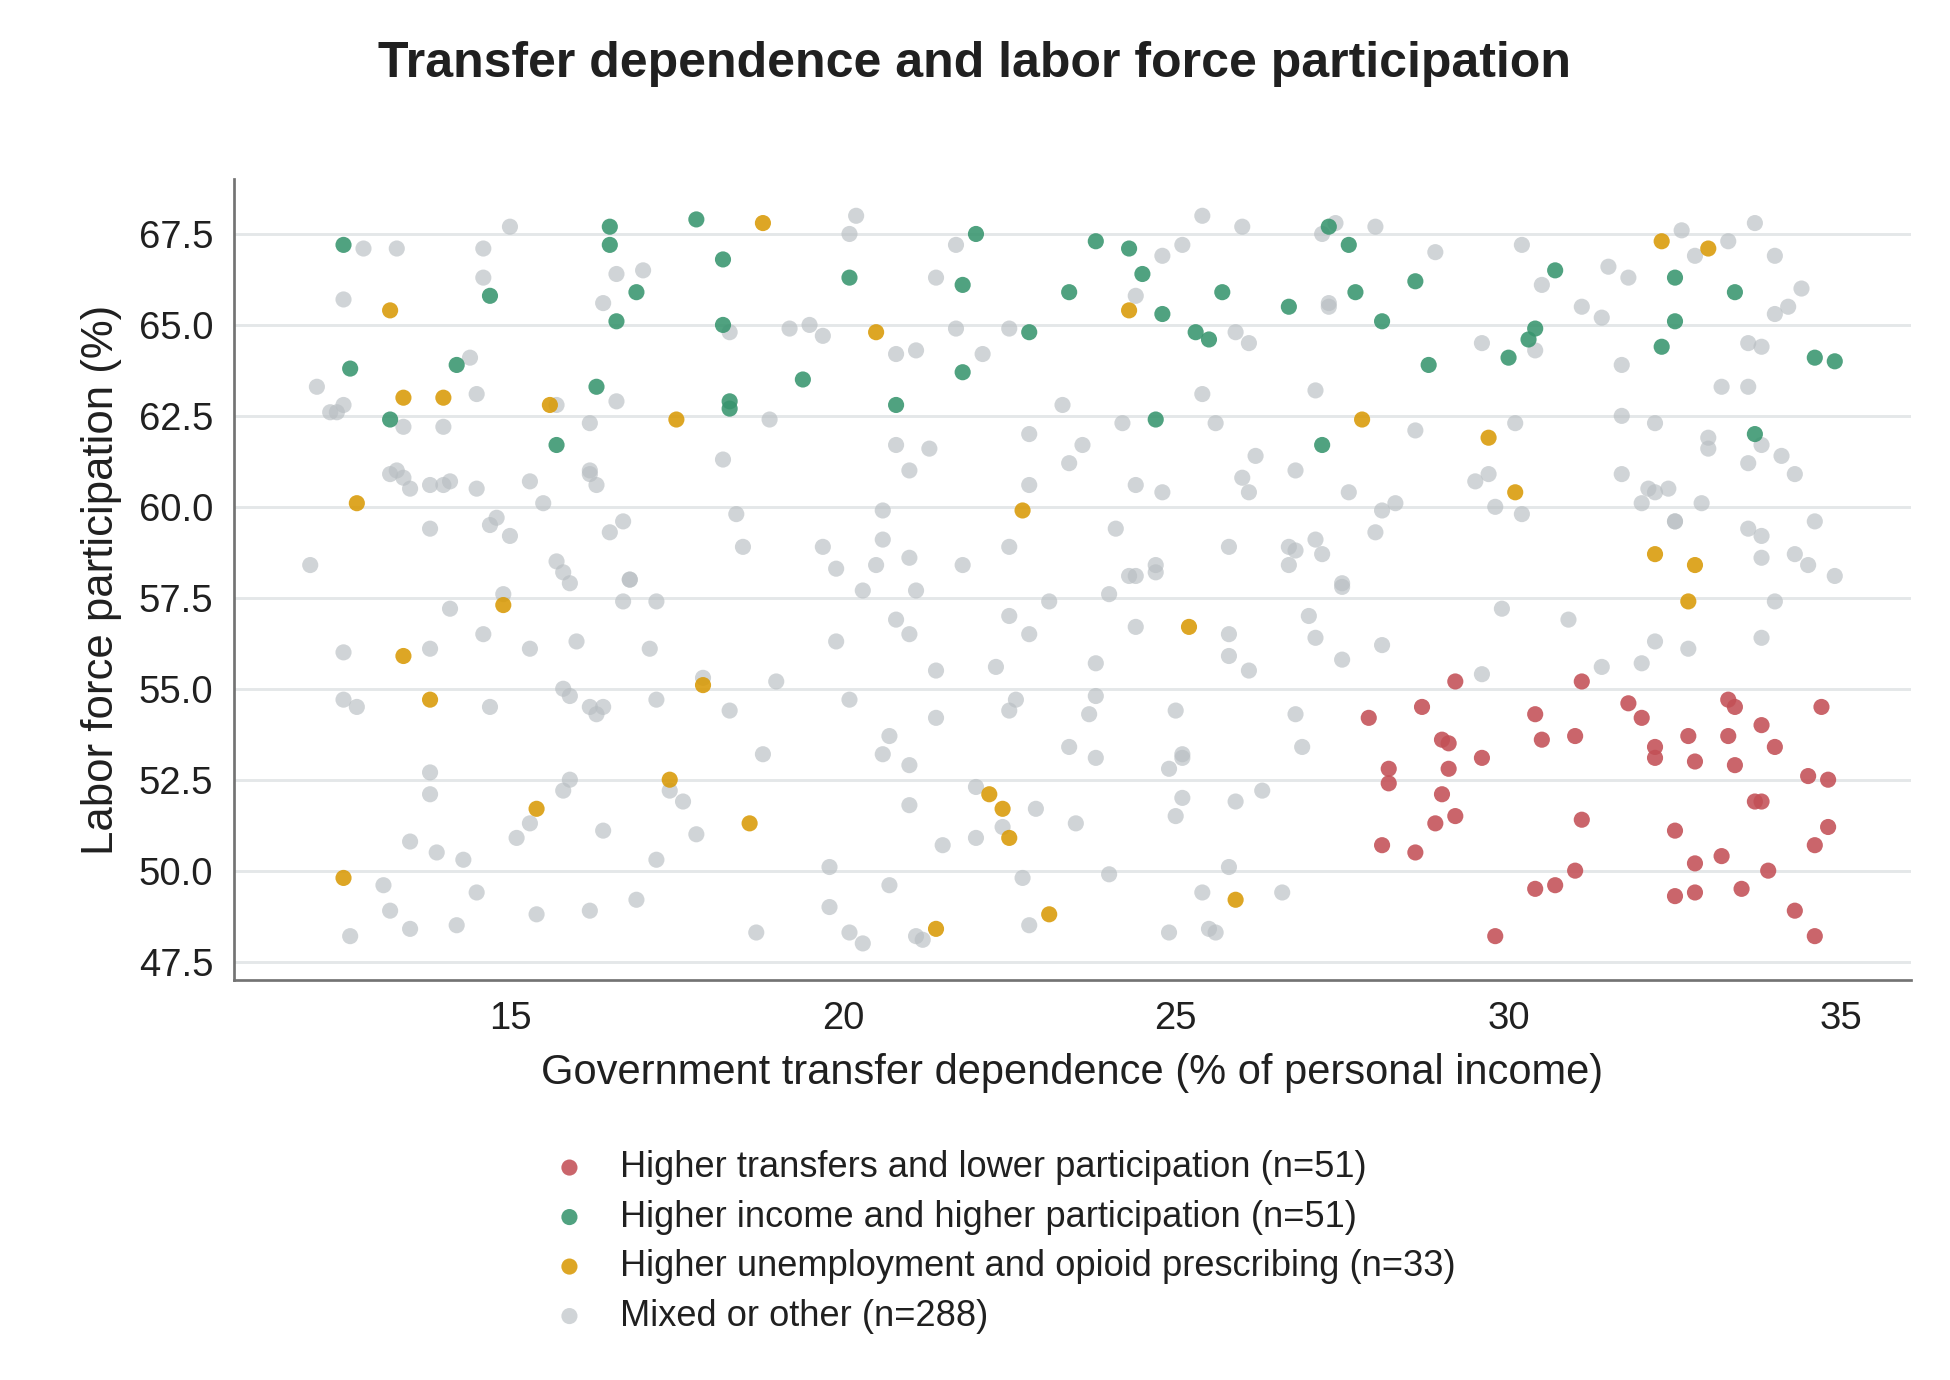 Transfer dependence and labor force participation
Labor force participation (%)
67.5
65.0
62.5
60.0
57.5
55.0
52.5
50.0
47.5
15 20 25 30 35
Government transfer dependence (% of personal income)
Higher transfers and lower participation (n=51)
Higher income and higher participation (n=51)
Higher unemployment and opioid prescribing (n=33)
Mixed or other (n=288)